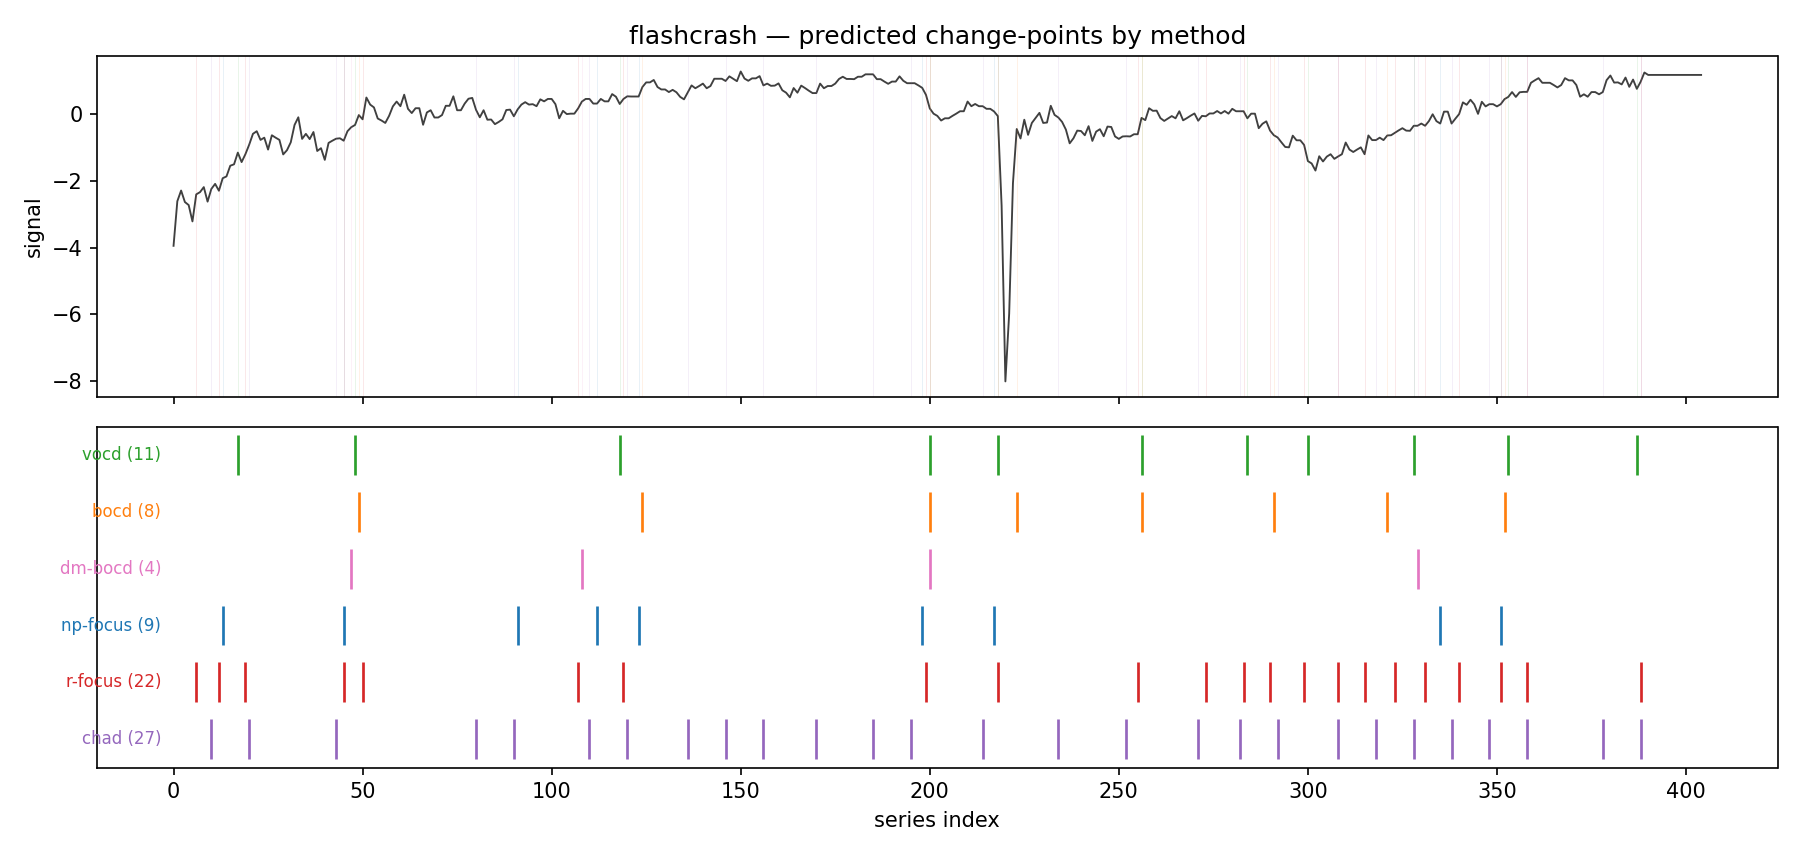 flashcrash — predicted change-points by method
signal
0
−2
−4
−6
−8
vocd (11)
bocd (8)
dm-bocd (4)
np-focus (9)
r-focus (22)
chad (27)
0 50 100 150 200 250 300 350 400
series index